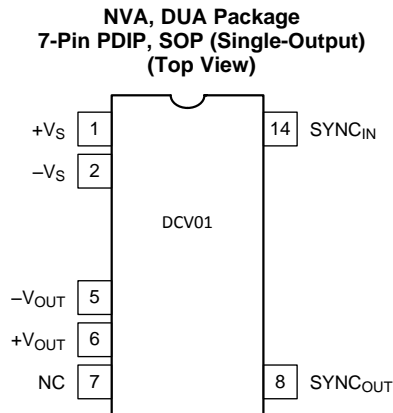 NVA, DUA Package
7-Pin PDIP, SOP (Single-Output)
(Top View)
+VS 1 14 SYNCIN
–VS 2
DCV01
–VOUT 5
+VOUT 6
NC 7 8 SYNCOUT